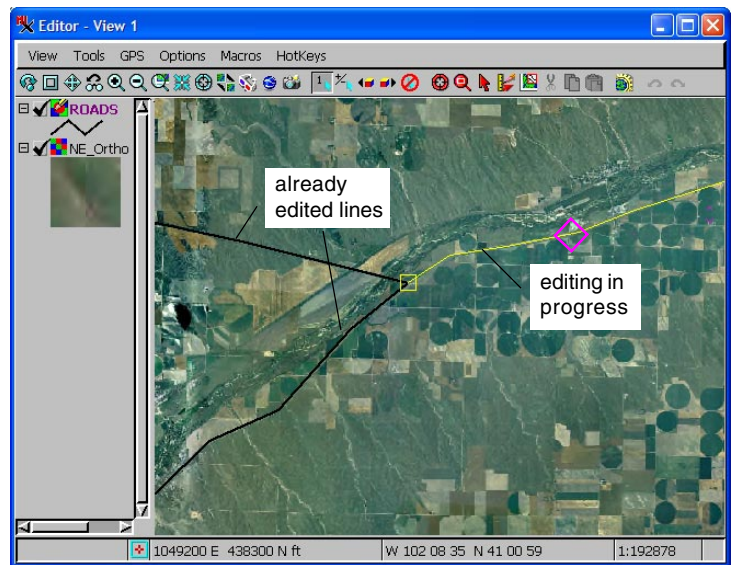 Editor - View 1
View Tools GPS Options Macros HotKeys
1
ROADS
NE_Ortho
already
edited lines
editing in
progress
1049200 E 438300 N ft
W 102 08 35 N 41 00 59
1:192878